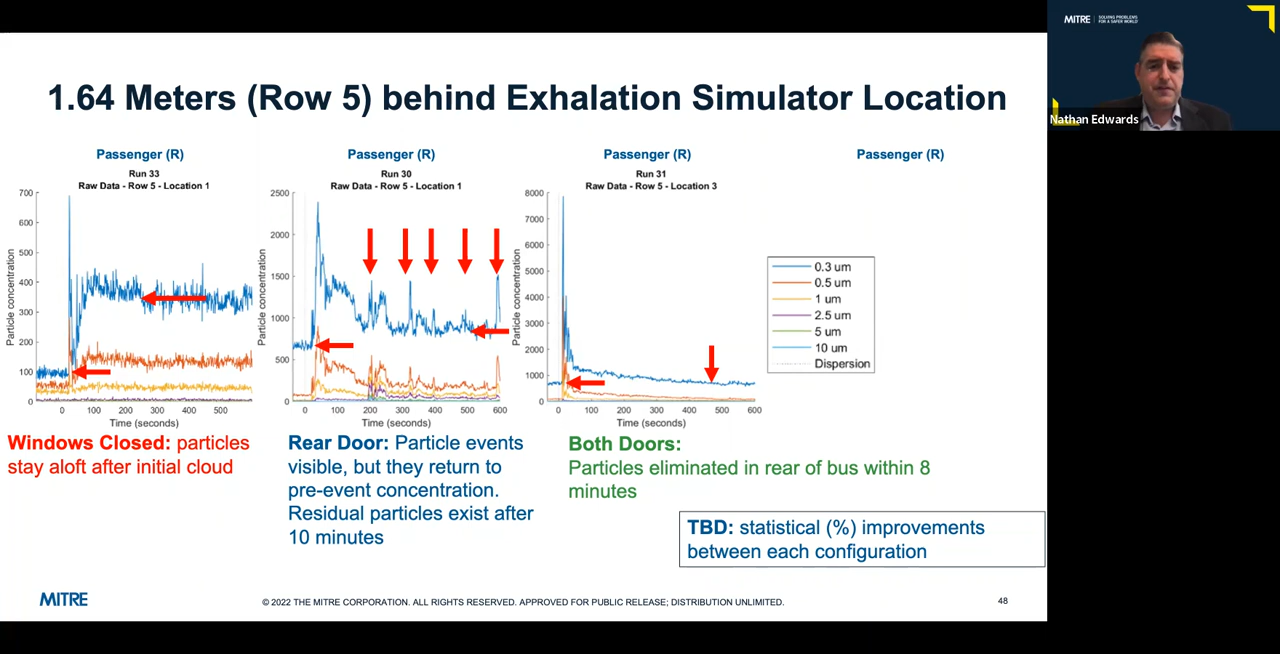 MITRE | SOLVING PROBLEMS
FOR A SAFER WORLD
Nathan Edwards
1.64 Meters (Row 5) behind Exhalation Simulator Location
Passenger (R)
Run 33
Raw Data - Row 5 - Location 1
Particle concentration
700
600
500
400
300
200
100
0
0 100 200 300 400 500
Time (seconds)
Windows Closed: particles
stay aloft after initial cloud
Passenger (R)
Run 30
Raw Data - Row 5 - Location 1
Particle concentration
2500
2000
1500
1000
500
0
0 100 200 300 400 500 600
Time (seconds)
Rear Door: Particle events
visible, but they return to
pre-event concentration.
Residual particles exist after
10 minutes
Passenger (R)
Run 31
Raw Data - Row 5 - Location 3
Particle concentration
8000
7000
6000
5000
4000
3000
2000
1000
0
0 100 200 300 400 500 600
Time (seconds)
Both Doors:
Particles eliminated in rear of bus within 8
minutes
Passenger (R)
0.3 um
0.5 um
1 um
2.5 um
5 um
10 um
Dispersion
TBD: statistical (%) improvements
between each configuration
MITRE
© 2022 THE MITRE CORPORATION. ALL RIGHTS RESERVED. APPROVED FOR PUBLIC RELEASE; DISTRIBUTION UNLIMITED.
48